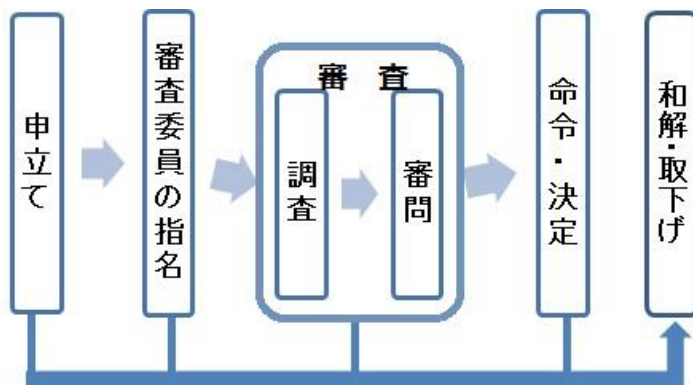 申立て
審査委員の指名
審　査
調査
審問
命令・決定
和解・取下げ